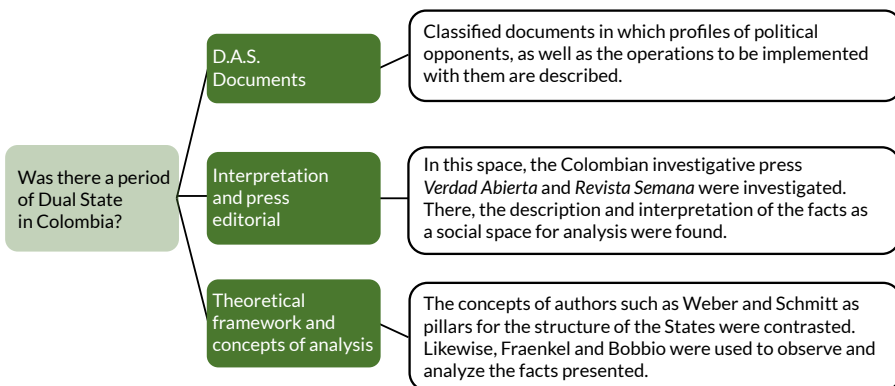 Was there a period
of Dual State
in Colombia?
D.A.S.
Documents
Classified documents in which profiles of political
opponents, as well as the operations to be implemented
with them are described.
Interpretation
and press
editorial
In this space, the Colombian investigative press
Verdad Abierta and Revista Semana were investigated.
There, the description and interpretation of the facts as
a social space for analysis were found.
Theoretical
framework and
concepts of analysis
The concepts of authors such as Weber and Schmitt as
pillars for the structure of the States were contrasted.
Likewise, Fraenkel and Bobbio were used to observe and
analyze the facts presented.